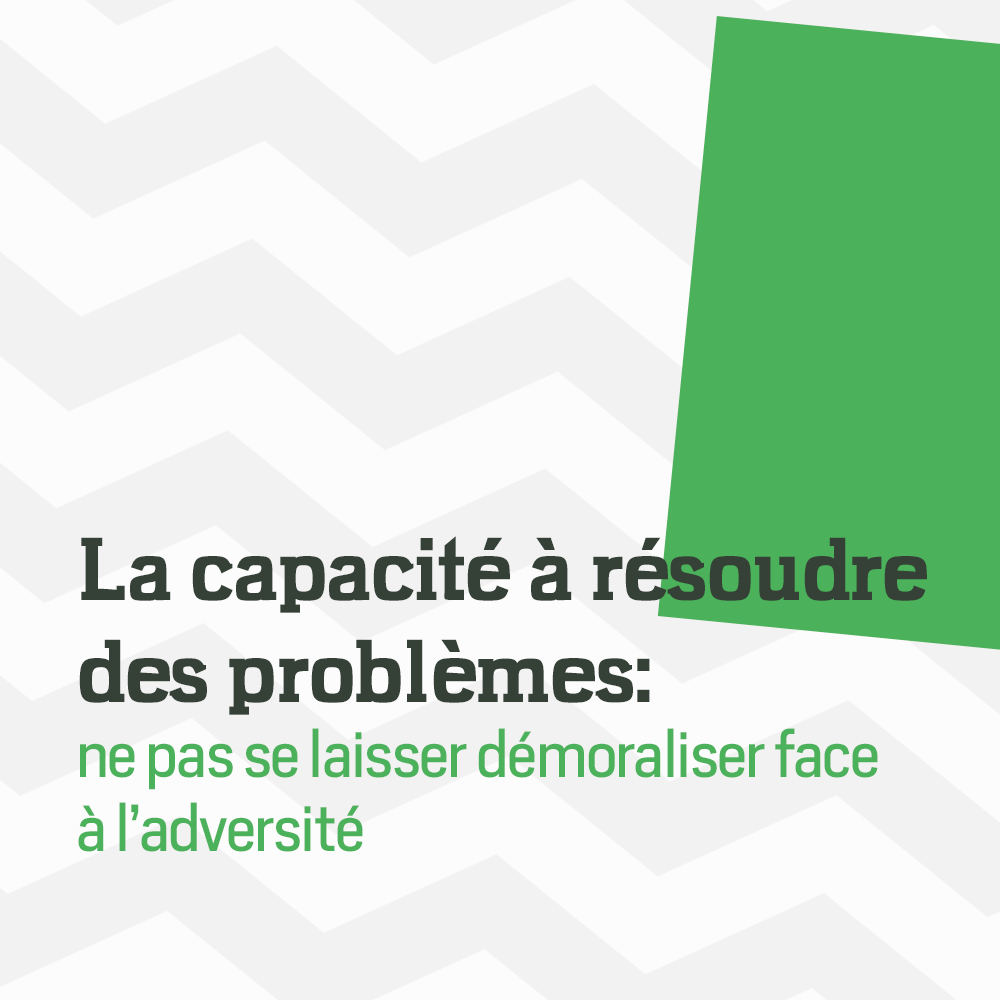 La capacité à résoudre
des problèmes:
ne pas se laisser démoraliser face
à l’adversité